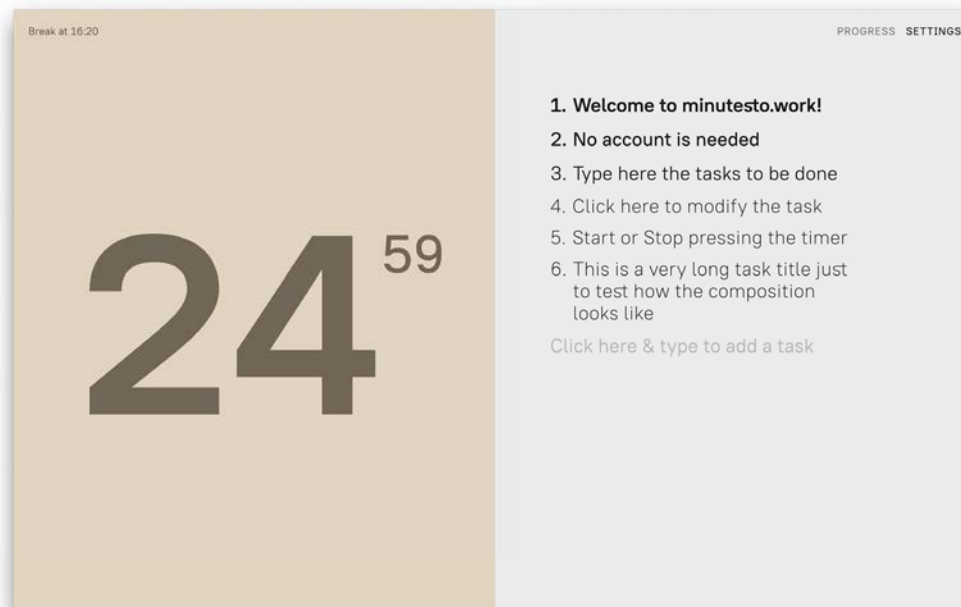 Break at 16:20
PROGRESS SETTINGS
24 59
1. Welcome to minutesto.work!
2. No account is needed
3. Type here the tasks to be done
4. Click here to modify the task
5. Start or Stop pressing the timer
6. This is a very long task title just
to test how the composition
looks like
Click here & type to add a task